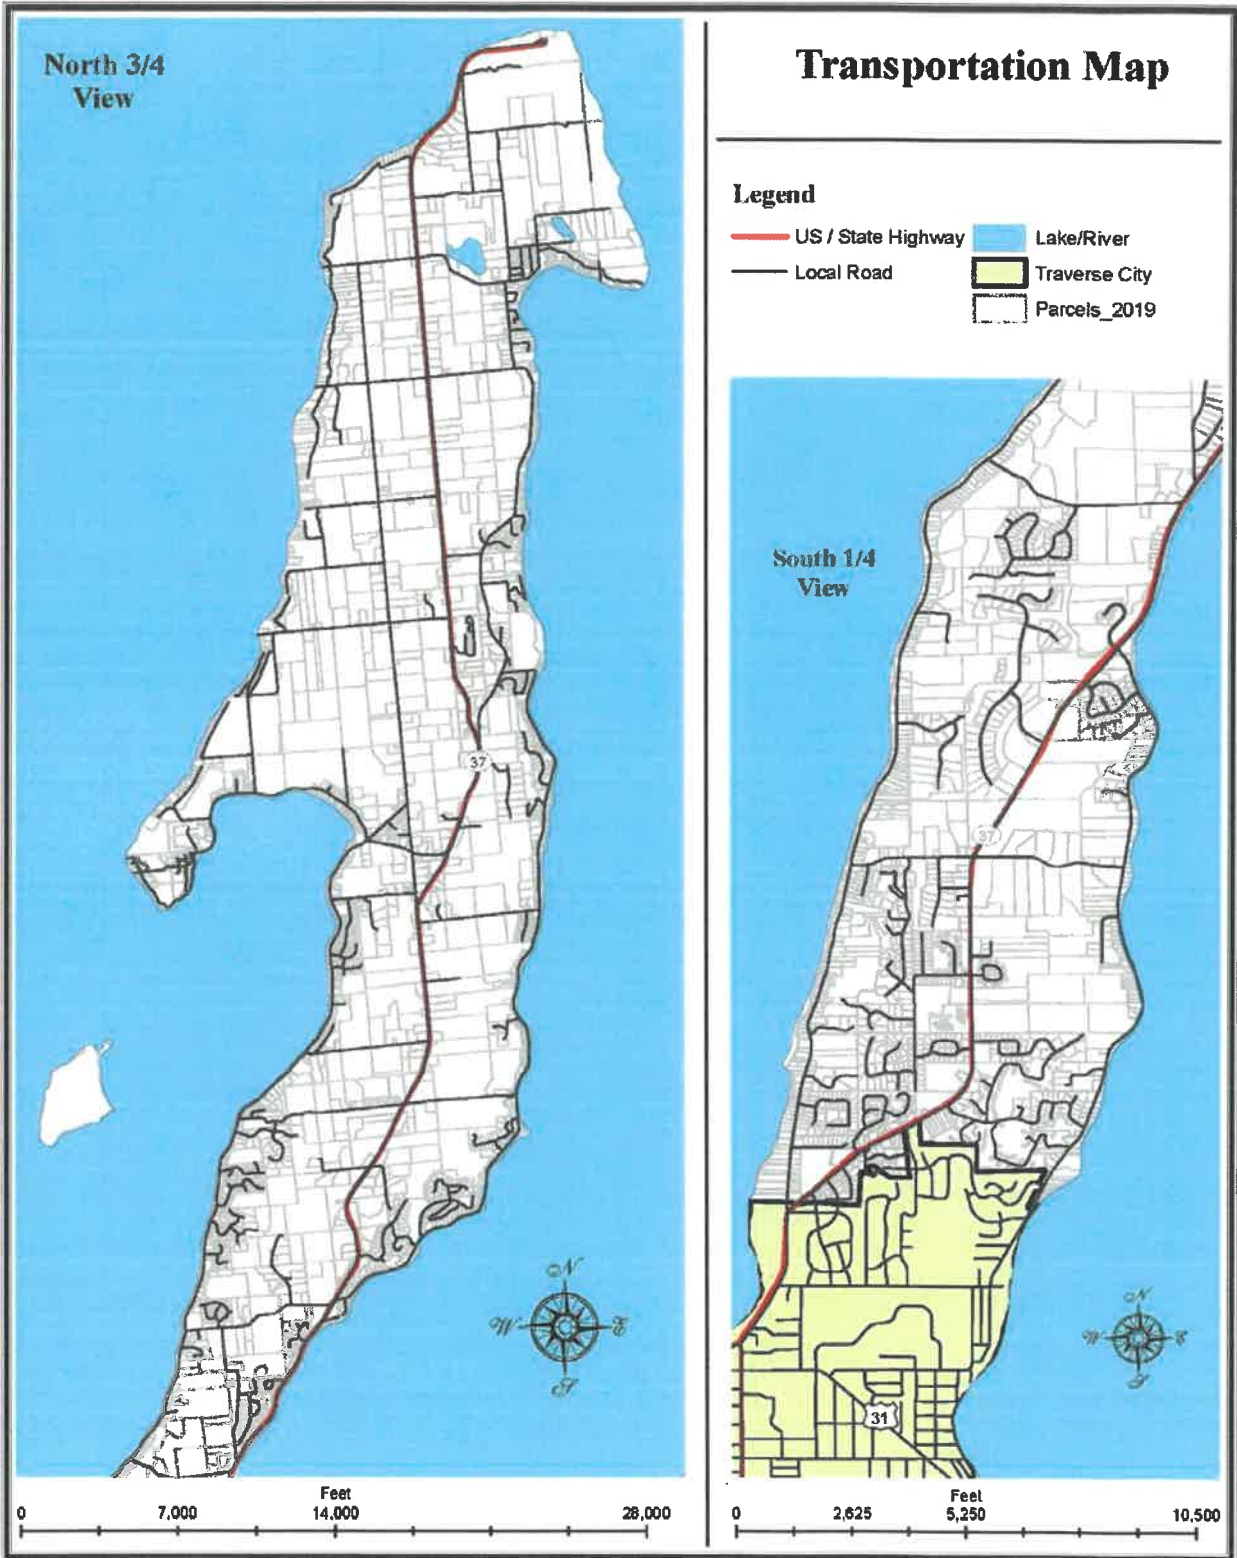 North 3/4
View
Transportation Map
Legend
US / State Highway
Lake/River
Local Road
Traverse City
Parcels_2019
South 1/4
View
37
37
31
N
W
E
S
N
W
E
S
Feet
0
7,000
14,000
28,000
Feet
0
2,625
5,250
10,500